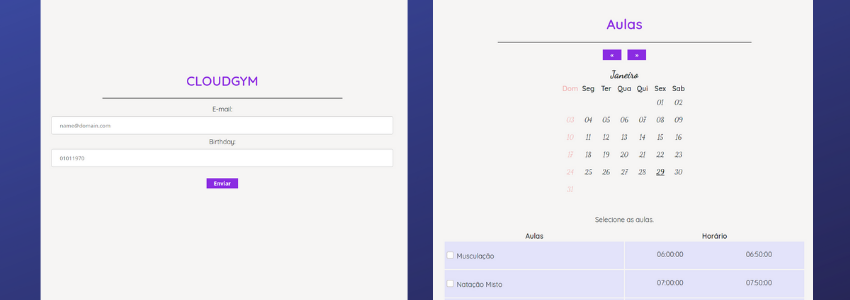 CLOUDGYM
E-mail:
nome@domain.com
Birthday:
01011970
Enviar
Aulas
« »
Janeiro
Dom Seg Ter Qua Qui Sex Sab
01 02
03 04 05 06 07 08 09
10 11 12 13 14 15 16
17 18 19 20 21 22 23
24 25 26 27 28 29 30
31
Selecione as aulas:
Aulas Horário
Musculação 06:00:00 06:50:00
Natação Misto 07:00:00 07:50:00